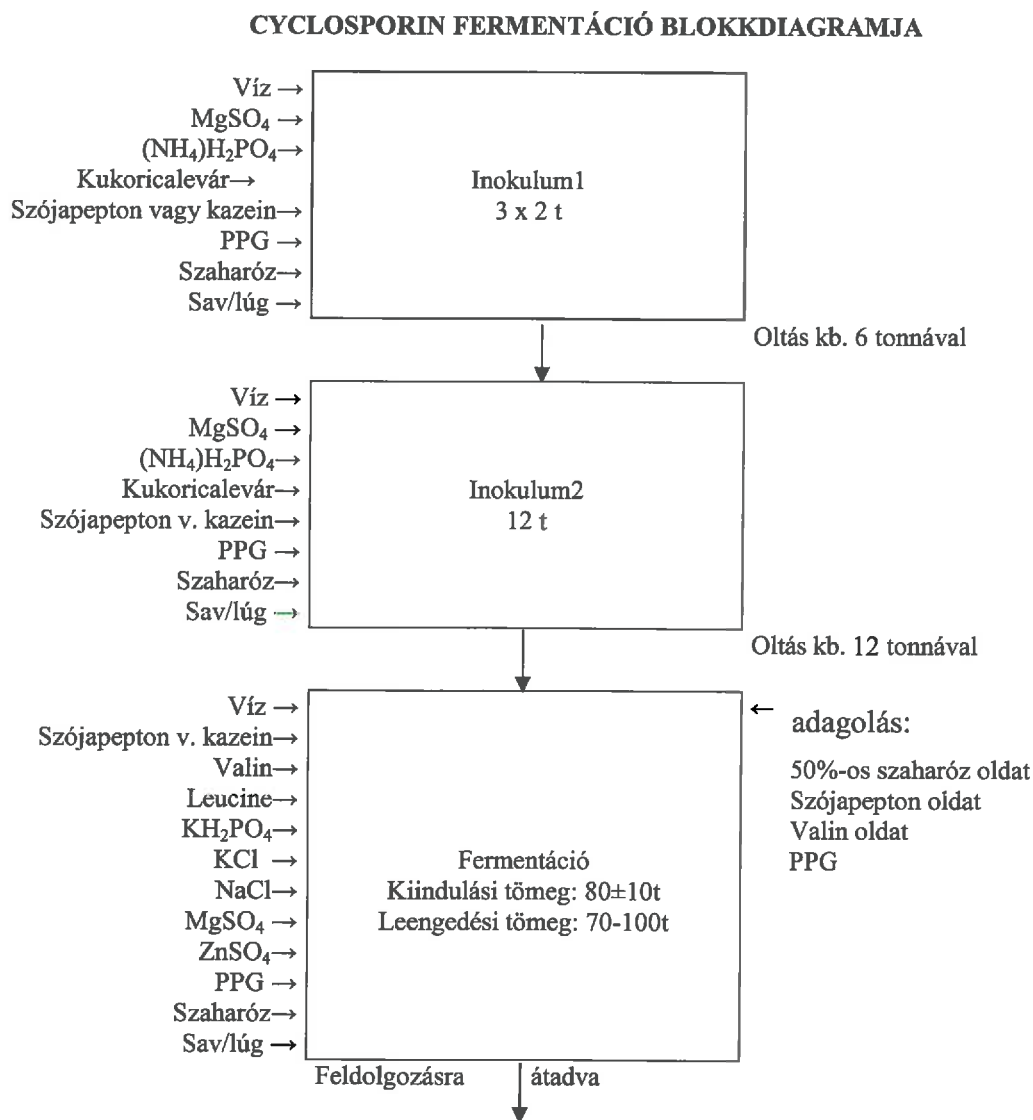 CYCLOSPORIN FERMENTÁCIÓ BLOKKDIAGRAMJA
Víz →
MgSO₄ →
(NH₄)H₂PO₄→
Kukoricalevár→
Szójapepton vagy kazein→
PPG →
Szaharóz→
Sav/lúg →
Inokulum1
3 x 2 t
Oltás kb. 6 tonnával
Víz →
MgSO₄ →
(NH₄)H₂PO₄→
Kukoricalevár→
Szójapepton v. kazein→
PPG →
Szaharóz→
Sav/lúg →
Inokulum2
12 t
Oltás kb. 12 tonnával
Víz →
Szójapepton v. kazein→
Valin→
Leucine→
KH₂PO₄→
KCl →
NaCl→
MgSO₄ →
ZnSO₄→
PPG →
Szaharóz→
Sav/lúg →
Fermentáció
Kiindulási tömeg: 80±10t
Leengedési tömeg: 70-100t
← adagolás:
50%-os szaharóz oldat
Szójapepton oldat
Valin oldat
PPG
Feldolgozásra átadva